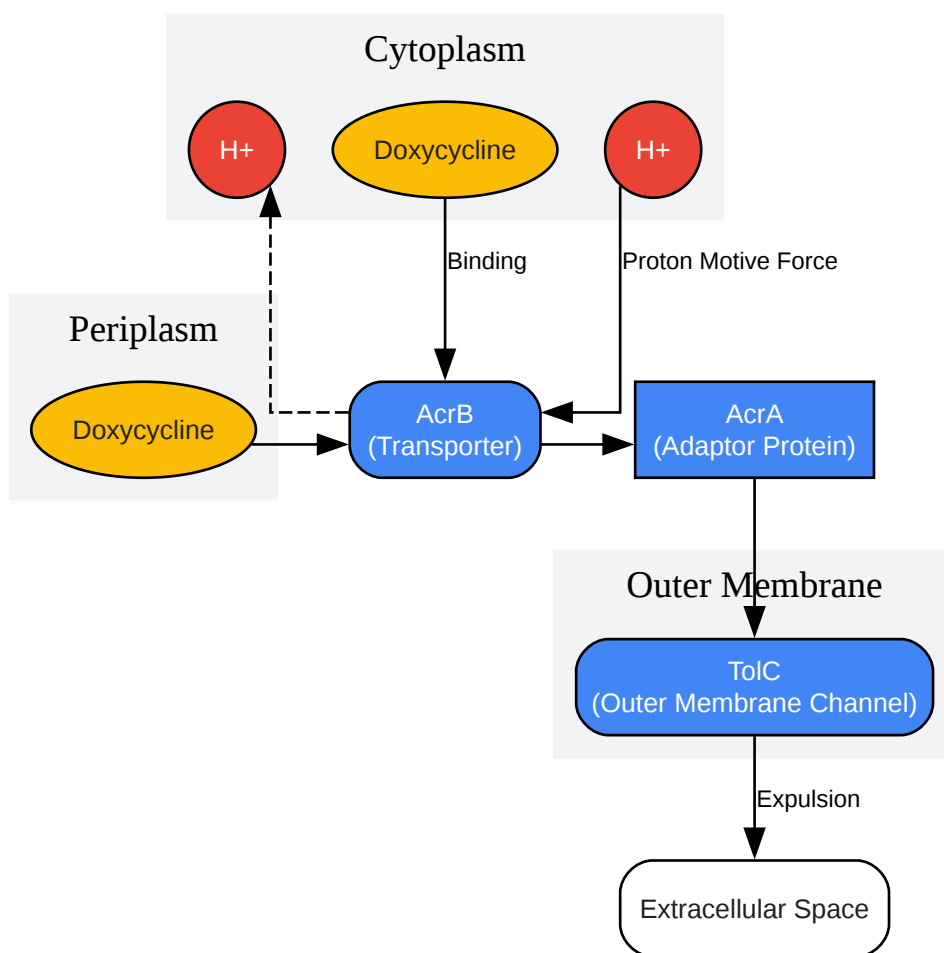 Cytoplasm
H+
Doxycycline
H+
Binding
Proton Motive Force
Periplasm
Doxycycline
AcrB
(Transporter)
AcrA
(Adaptor Protein)
Outer Membrane
TolC
(Outer Membrane Channel)
Expulsion
Extracellular Space